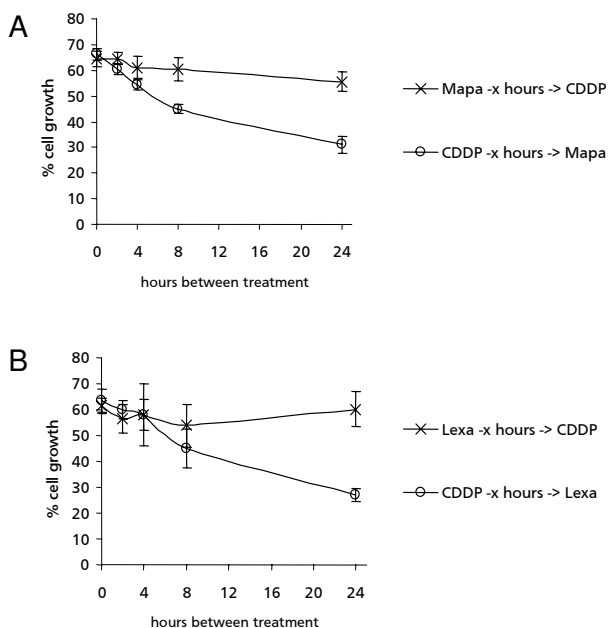 A
80
70
60
50
40
30
20
10
0
% cell growth
0 4 8 12 16 20 24
hours between treatment
Mapa -x hours -> CDDP
CDDP -x hours -> Mapa
B
80
70
60
50
40
30
20
10
0
% cell growth
0 4 8 12 16 20 24
hours between treatment
Lexa -x hours -> CDDP
CDDP -x hours -> Lexa